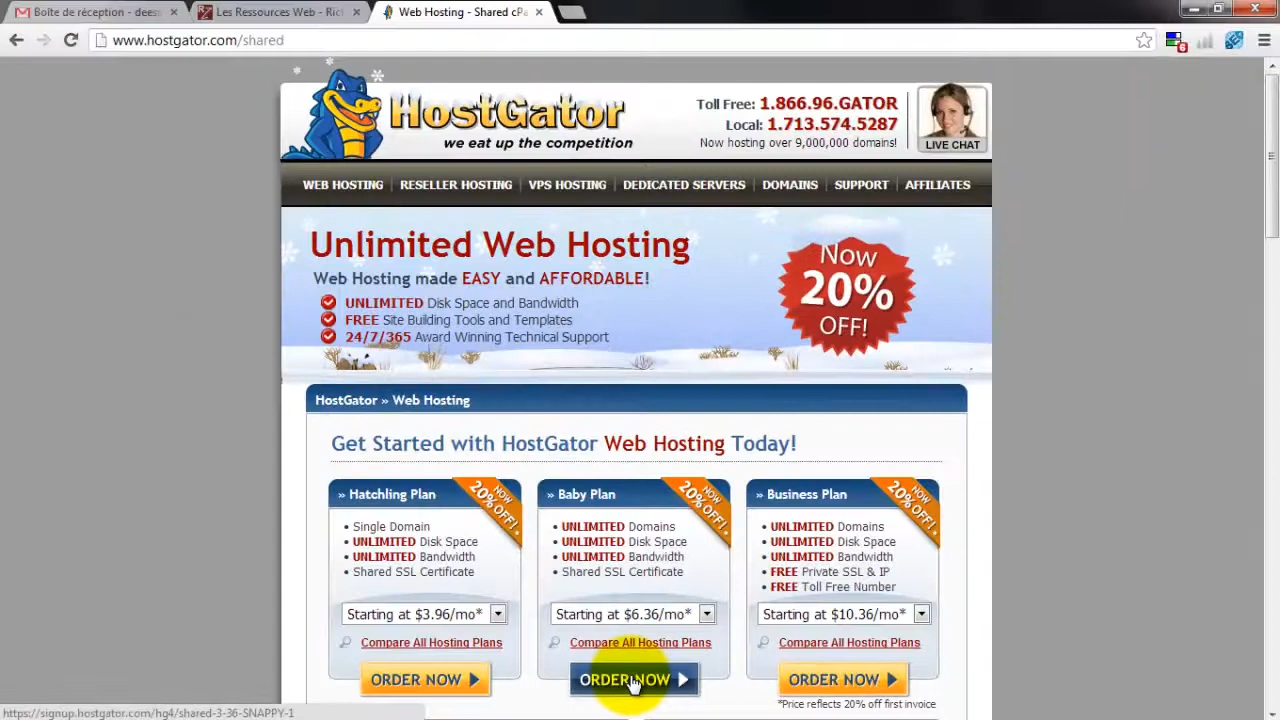 Boîte de réception - dees
Les Ressources Web - Rich
Web Hosting - Shared cPa
www.hostgator.com/shared
6
HostGator
we eat up the competition
Toll Free: 1.866.96.GATOR
Local: 1.713.574.5287
Now hosting over 9,000,000 domains!
LIVE CHAT
WEB HOSTING RESELLER HOSTING VPS HOSTING DEDICATED SERVERS DOMAINS SUPPORT AFFILIATES
Unlimited Web Hosting
Web Hosting made EASY and AFFORDABLE!
UNLIMITED Disk Space and Bandwidth
FREE Site Building Tools and Templates
24/7/365 Award Winning Technical Support
NOW
20%
OFF!
HostGator » Web Hosting
Get Started with HostGator Web Hosting Today!
» Hatchling Plan
NOW
20% OFF!*
• Single Domain
• UNLIMITED Disk Space
• UNLIMITED Bandwidth
• Shared SSL Certificate
Starting at $3.96/mo*
Compare All Hosting Plans
ORDER NOW
» Baby Plan
NOW
20% OFF!*
• UNLIMITED Domains
• UNLIMITED Disk Space
• UNLIMITED Bandwidth
• Shared SSL Certificate
Starting at $6.36/mo*
Compare All Hosting Plans
ORDER NOW
» Business Plan
NOW
20% OFF!*
• UNLIMITED Domains
• UNLIMITED Disk Space
• UNLIMITED Bandwidth
• FREE Private SSL & IP
• FREE Toll Free Number
Starting at $10.36/mo*
Compare All Hosting Plans
ORDER NOW
*Price reflects 20% off first invoice
https://signup.hostgator.com/hg4/shared-3-36-SNAPPY-1